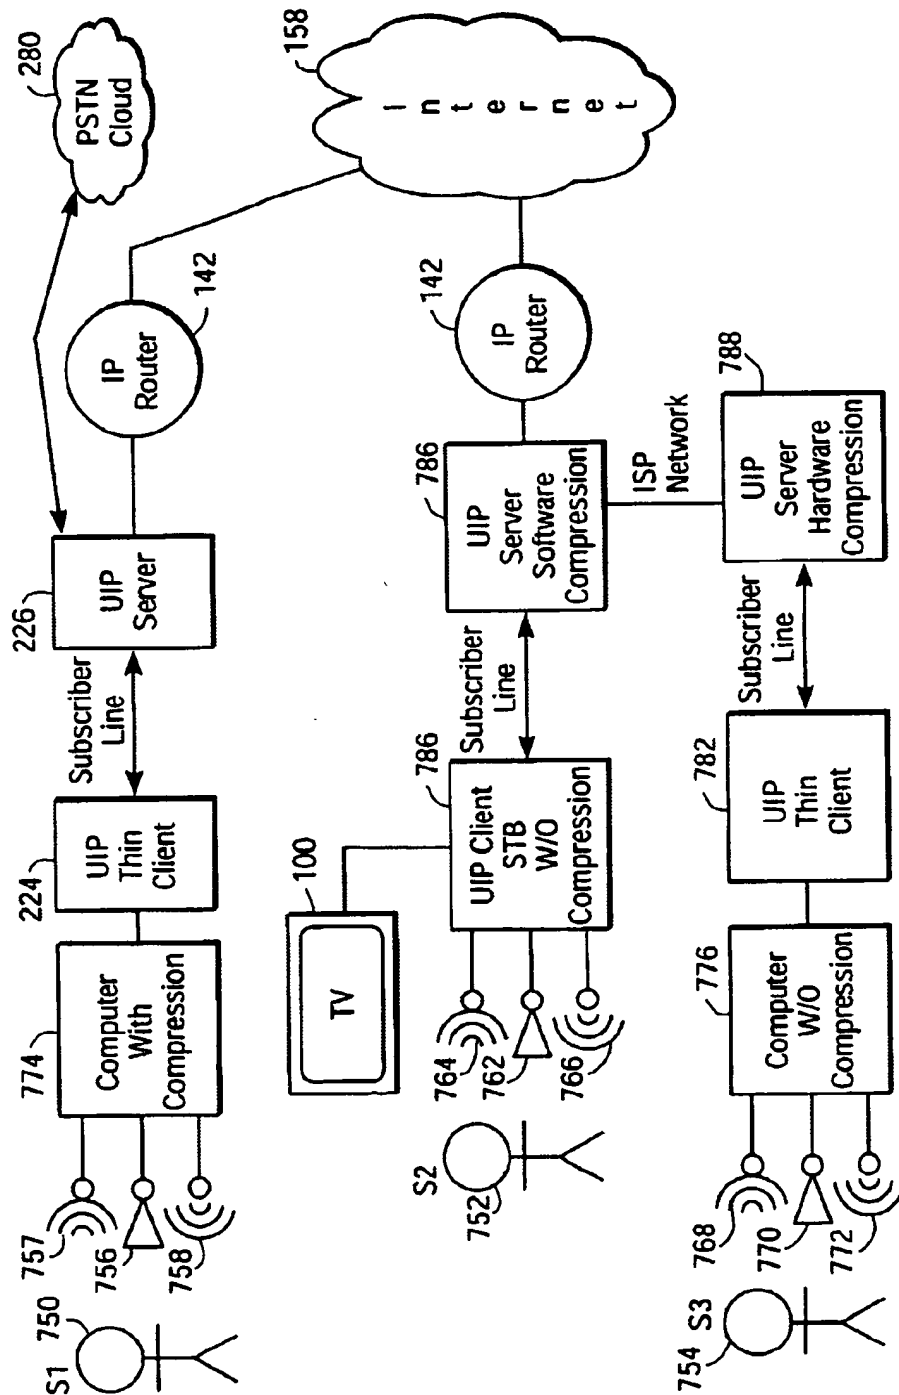 S1
750
757
756
758
774
Computer
With
Compression
224
UIP
Thin
Client
Subscriber
Line
226
UIP
Server
IP
Router
142
280
PSTN
Cloud
S2
752
764
762
766
100
TV
786
UIP Client
STB
W/O
Compression
Subscriber
Line
786
UIP
Server
Software
Compression
IP
Router
142
158
Internet
ISP
Network
S3
754
768
770
772
776
Computer
W/O
Compression
782
UIP
Thin
Client
Subscriber
Line
788
UIP
Server
Hardware
Compression